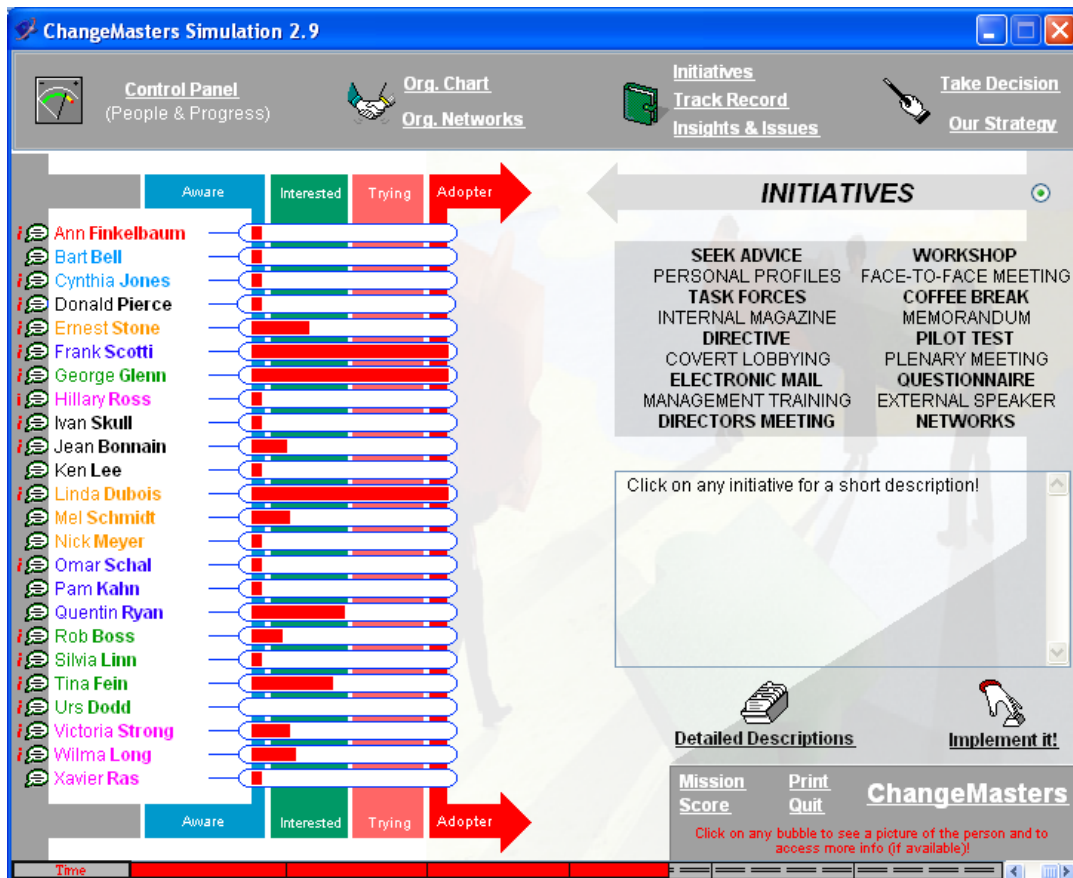 ChangeMasters Simulation 2.9
Control Panel
(People & Progress)
Org. Chart
Org. Networks
Initiatives
Track Record
Insights & Issues
Take Decision
Our Strategy
Aware Interested Trying Adopter
i Ann Finkelbaum
Bart Bell
i Cynthia Jones
i Donald Pierce
i Ernest Stone
i Frank Scotti
i George Glenn
i Hillary Ross
i Ivan Skull
i Jean Bonnain
Ken Lee
i Linda Dubois
Mel Schmidt
Nick Meyer
i Omar Schal
Pam Kahn
Quentin Ryan
i Rob Boss
i Silvia Linn
i Tina Fein
i Urs Dodd
i Victoria Strong
i Wilma Long
Xavier Ras
Aware Interested Trying Adopter
Time
INITIATIVES
SEEK ADVICE WORKSHOP
PERSONAL PROFILES FACE-TO-FACE MEETING
TASK FORCES COFFEE BREAK
INTERNAL MAGAZINE MEMORANDUM
DIRECTIVE PILOT TEST
COVERT LOBBYING PLENARY MEETING
ELECTRONIC MAIL QUESTIONNAIRE
MANAGEMENT TRAINING EXTERNAL SPEAKER
DIRECTORS MEETING NETWORKS
Click on any initiative for a short description!
Detailed Descriptions
Implement it!
Mission Print
Score Quit
ChangeMasters
Click on any bubble to see a picture of the person and to
access more info (if available)!